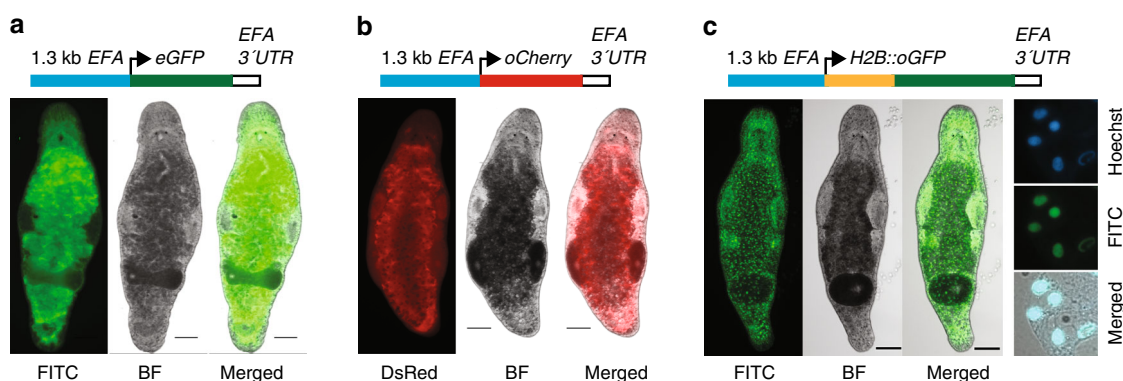 a
1.3 kb EFA
eGFP
EFA
3´UTR
FITC
BF
Merged
b
1.3 kb EFA
oCherry
EFA
3´UTR
DsRed
BF
Merged
c
1.3 kb EFA
H2B::oGFP
EFA
3´UTR
FITC
BF
Merged
Hoechst
FITC
Merged